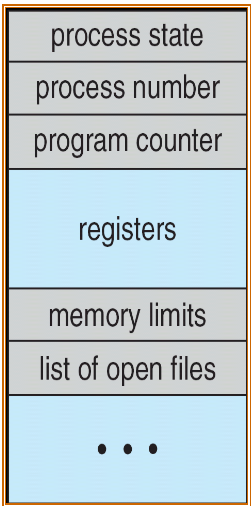 process state
process number
program counter
registers
memory limits
list of open files
• • •